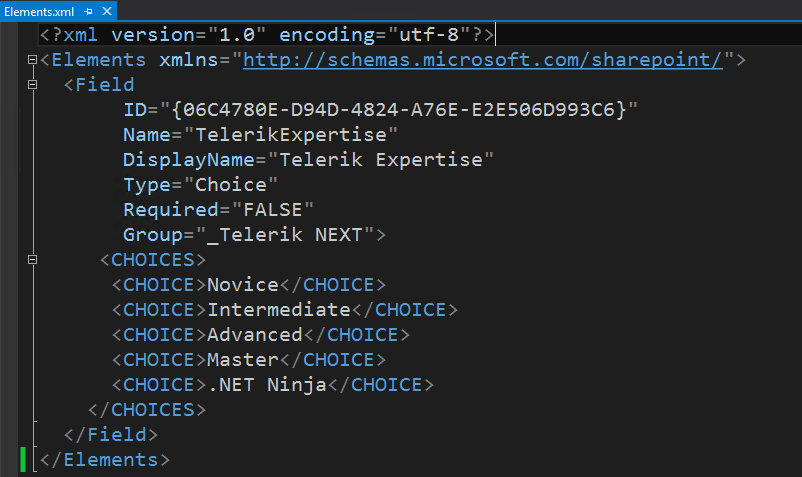 Elements.xml
<?xml version="1.0" encoding="utf-8"?>
<Elements xmlns="http://schemas.microsoft.com/sharepoint/">
<Field
ID="{06C4780E-D94D-4824-A76E-E2E506D993C6}"
Name="TelerikExpertise"
DisplayName="Telerik Expertise"
Type="Choice"
Required="FALSE"
Group="_Telerik NEXT">
<CHOICES>
<CHOICE>Novice</CHOICE>
<CHOICE>Intermediate</CHOICE>
<CHOICE>Advanced</CHOICE>
<CHOICE>Master</CHOICE>
<CHOICE>.NET Ninja</CHOICE>
</CHOICES>
</Field>
</Elements>